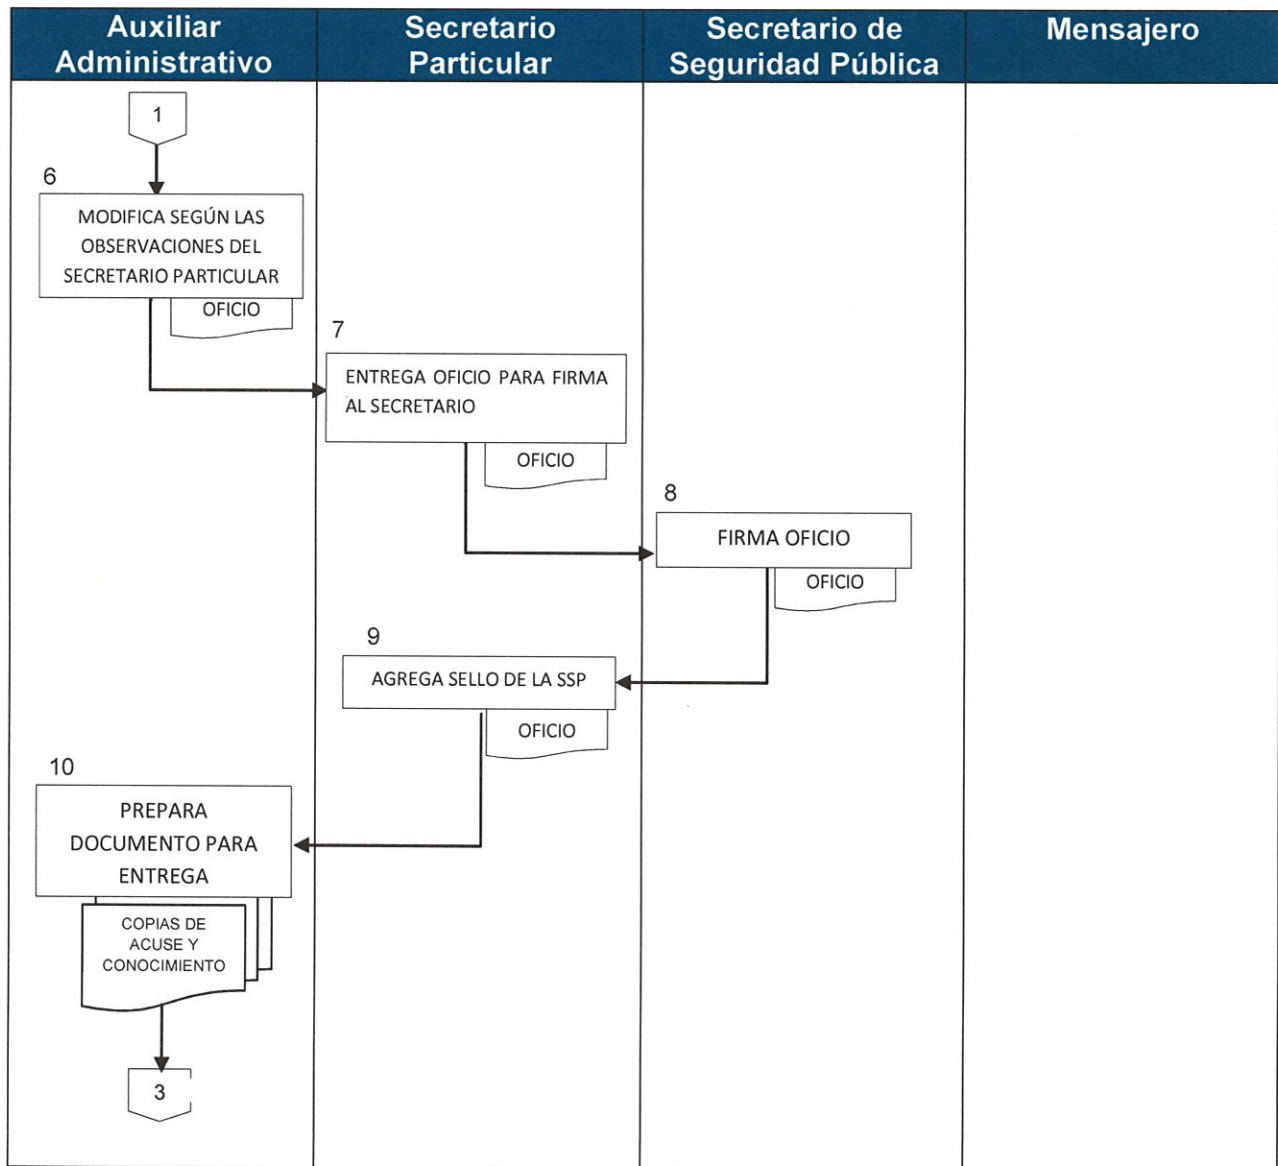 Auxiliar
Administrativo
Secretario
Particular
Secretario de
Seguridad Pública
Mensajero
1
6
MODIFICA SEGÚN LAS
OBSERVACIONES DEL
SECRETARIO PARTICULAR
OFICIO
7
ENTREGA OFICIO PARA FIRMA
AL SECRETARIO
OFICIO
8
FIRMA OFICIO
OFICIO
9
AGREGA SELLO DE LA SSP
OFICIO
10
PREPARA
DOCUMENTO PARA
ENTREGA
COPIAS DE
ACUSE Y
CONOCIMIENTO
3